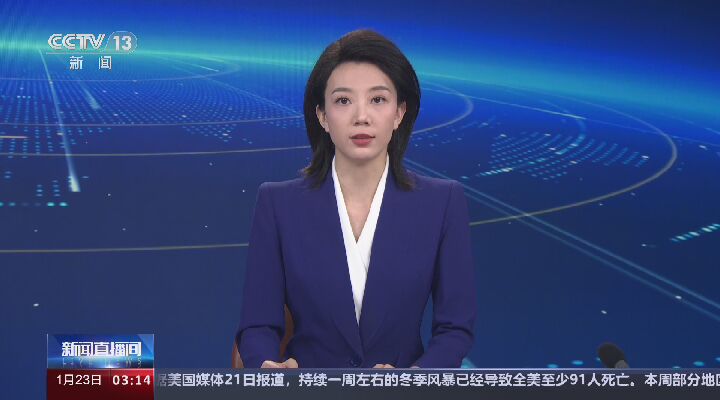 CCTV 13
新闻
新闻直播间
LIVE NEWS
1月23日 03:14 据美国媒体21日报道，持续一周左右的冬季风暴已经导致全美至少91人死亡。本周部分地区